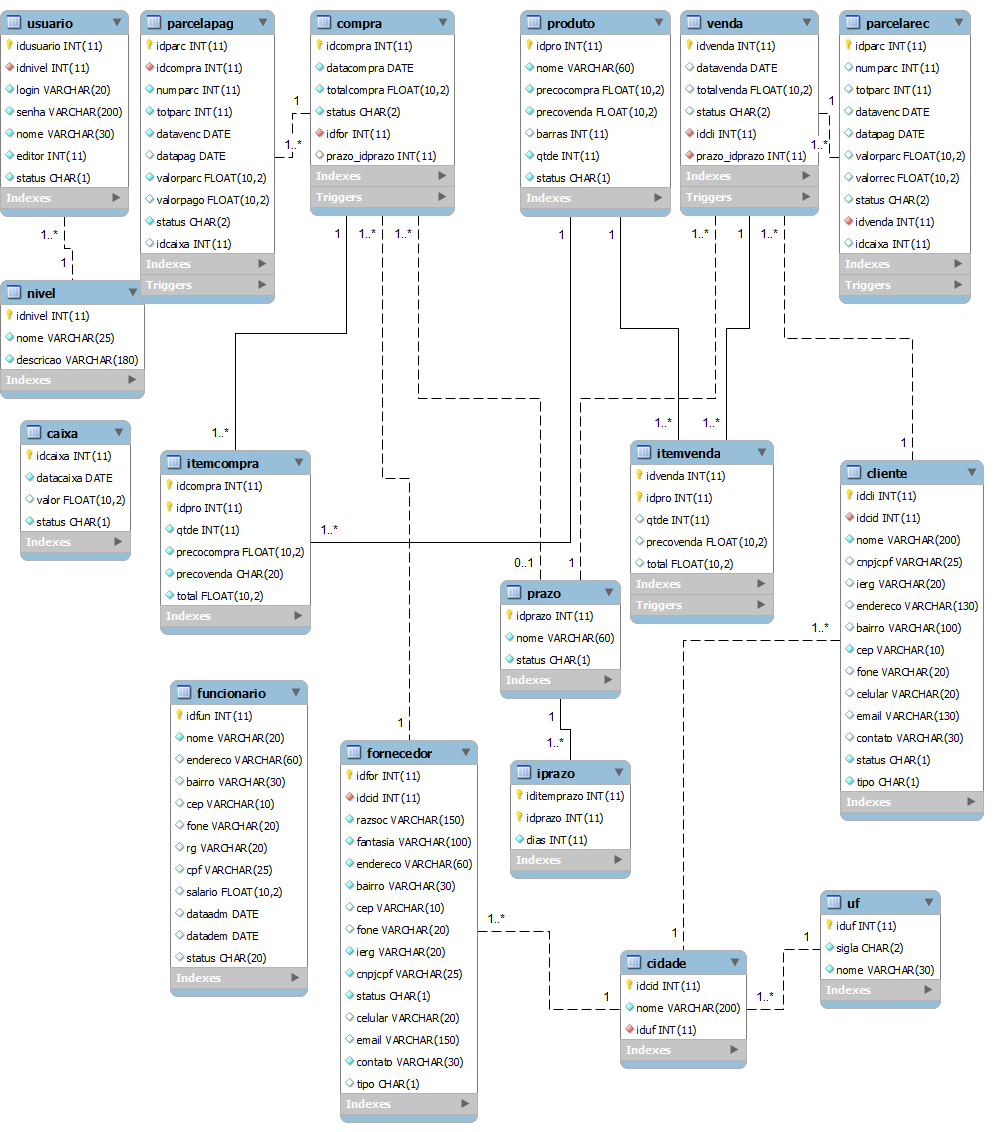 usuario
idusuario INT(11)
idnivel INT(11)
login VARCHAR(20)
senha VARCHAR(200)
nome VARCHAR(30)
editor INT(11)
status CHAR(1)
Indexes
parcelapag
idparc INT(11)
idcompra INT(11)
numparc INT(11)
totparc INT(11)
datavenc DATE
datapag DATE
valorparc FLOAT(10,2)
valorpago FLOAT(10,2)
status CHAR(2)
idcaixa INT(11)
Indexes
Triggers
compra
idcompra INT(11)
datacompra DATE
totalcompra FLOAT(10,2)
status CHAR(2)
idfor INT(11)
prazo_idprazo INT(11)
Indexes
Triggers
produto
idpro INT(11)
nome VARCHAR(60)
precocompra FLOAT(10,2)
precovenda FLOAT(10,2)
barras INT(11)
qtde INT(11)
status CHAR(1)
Indexes
venda
idvenda INT(11)
datavenda DATE
totalvenda FLOAT(10,2)
status CHAR(2)
idcli INT(11)
prazo_idprazo INT(11)
Indexes
Triggers
parcelarec
idparc INT(11)
numparc INT(11)
totparc INT(11)
datavenc DATE
datapag DATE
valorparc FLOAT(10,2)
valorrec FLOAT(10,2)
status CHAR(2)
idvenda INT(11)
idcaixa INT(11)
Indexes
Triggers
1
1..*
1
1..*
1..*
1
1
1..*
1..*
1
1
1..*
1
1..*
nivel
idnivel INT(11)
nome VARCHAR(25)
descricao VARCHAR(180)
Indexes
caixa
idcaixa INT(11)
datacaixa DATE
valor FLOAT(10,2)
status CHAR(1)
Indexes
1..*
itemcompra
idcompra INT(11)
idpro INT(11)
qtde INT(11)
precocompra FLOAT(10,2)
precovenda CHAR(20)
total FLOAT(10,2)
Indexes
1..*
1..*
1..*
itemvenda
idvenda INT(11)
idpro INT(11)
qtde INT(11)
precovenda FLOAT(10,2)
total FLOAT(10,2)
Indexes
Triggers
1
cliente
idcli INT(11)
idcid INT(11)
nome VARCHAR(200)
cnpjcpf VARCHAR(25)
ierg VARCHAR(20)
endereco VARCHAR(130)
bairro VARCHAR(100)
cep VARCHAR(10)
fone VARCHAR(20)
celular VARCHAR(20)
email VARCHAR(130)
contato VARCHAR(30)
status CHAR(1)
tipo CHAR(1)
Indexes
0..1
1
prazo
idprazo INT(11)
nome VARCHAR(60)
status CHAR(1)
Indexes
1
1..*
1..*
funcionario
idfun INT(11)
nome VARCHAR(20)
endereco VARCHAR(60)
bairro VARCHAR(30)
cep VARCHAR(10)
fone VARCHAR(20)
rg VARCHAR(20)
cpf VARCHAR(25)
salario FLOAT(10,2)
dataadm DATE
datadem DATE
status CHAR(20)
Indexes
1
fornecedor
idfor INT(11)
idcid INT(11)
razsoc VARCHAR(150)
fantasia VARCHAR(100)
endereco VARCHAR(60)
bairro VARCHAR(30)
cep VARCHAR(10)
fone VARCHAR(20)
ierg VARCHAR(20)
cnpjcpf VARCHAR(25)
status CHAR(1)
celular VARCHAR(20)
email VARCHAR(150)
contato VARCHAR(30)
tipo CHAR(1)
Indexes
iprazo
iditemprazo INT(11)
idprazo INT(11)
dias INT(11)
Indexes
1..*
1
1
cidade
idcid INT(11)
nome VARCHAR(200)
iduf INT(11)
Indexes
1..*
1
uf
iduf INT(11)
sigla CHAR(2)
nome VARCHAR(30)
Indexes